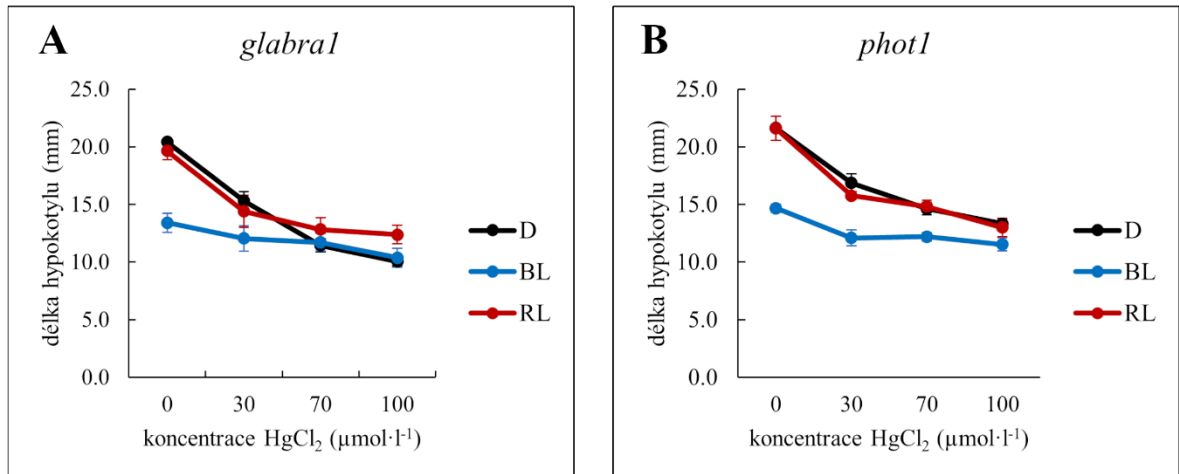 A
glabra1
délka hypokotylu (mm)
25.0
20.0
15.0
10.0
5.0
0.0
0 30 70 100
koncentrace HgCl₂ (µmol·l⁻¹)
D
BL
RL
B
phot1
délka hypokotylu (mm)
25.0
20.0
15.0
10.0
5.0
0.0
0 30 70 100
koncentrace HgCl₂ (µmol·l⁻¹)
D
BL
RL